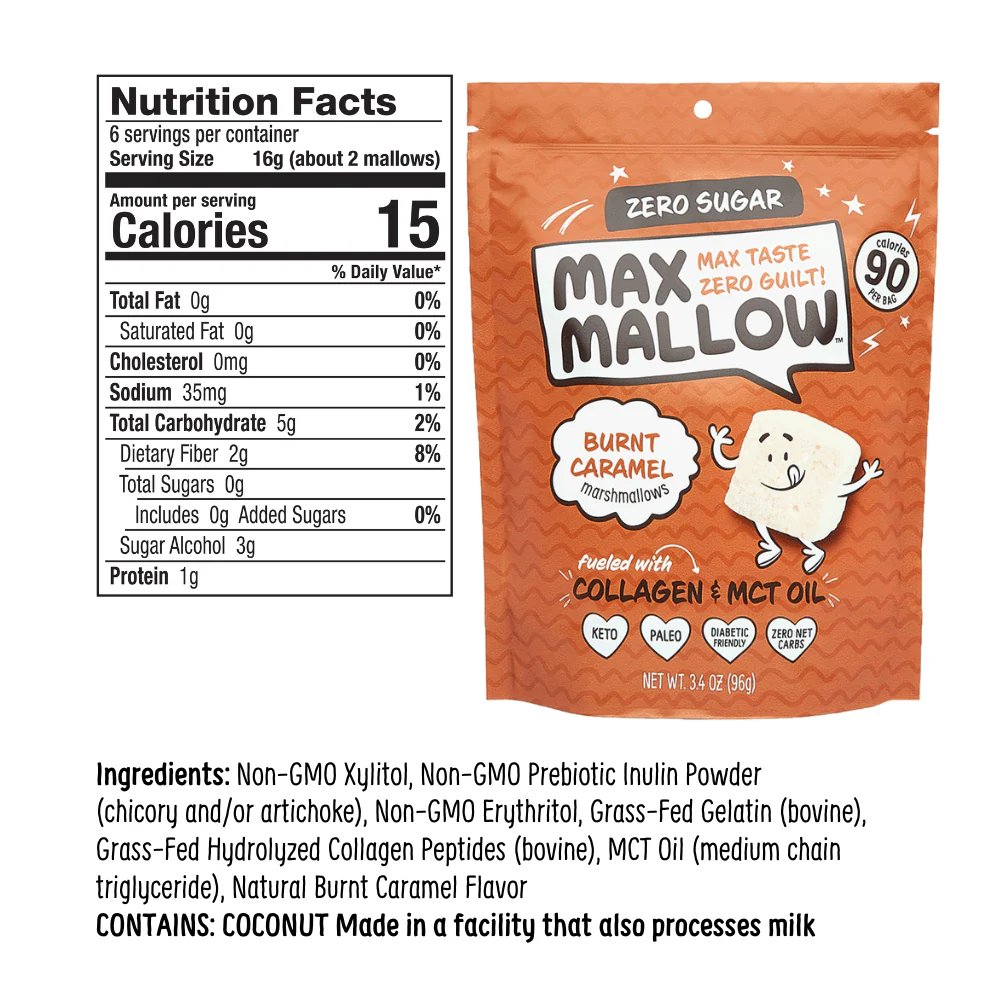 Nutrition Facts
6 servings per container
Serving Size 16g (about 2 mallows)
Amount per serving
Calories 15
% Daily Value*
Total Fat 0g 0%
Saturated Fat 0g 0%
Cholesterol 0mg 0%
Sodium 35mg 1%
Total Carbohydrate 5g 2%
Dietary Fiber 2g 8%
Total Sugars 0g
Includes 0g Added Sugars 0%
Sugar Alcohol 3g
Protein 1g
ZERO SUGAR
MAX
MALLOW™
MAX TASTE
ZERO GUILT!
calories
90
PER BAG
BURNT
CARAMEL
marshmallows
fueled with
COLLAGEN & MCT OIL
KETO
PALEO
DIABETIC
FRIENDLY
ZERO NET
CARBS
NET WT. 3.4 OZ (96g)
Ingredients: Non-GMO Xylitol, Non-GMO Prebiotic Inulin Powder
(chicory and/or artichoke), Non-GMO Erythritol, Grass-Fed Gelatin (bovine),
Grass-Fed Hydrolyzed Collagen Peptides (bovine), MCT Oil (medium chain
triglyceride), Natural Burnt Caramel Flavor
CONTAINS: COCONUT Made in a facility that also processes milk